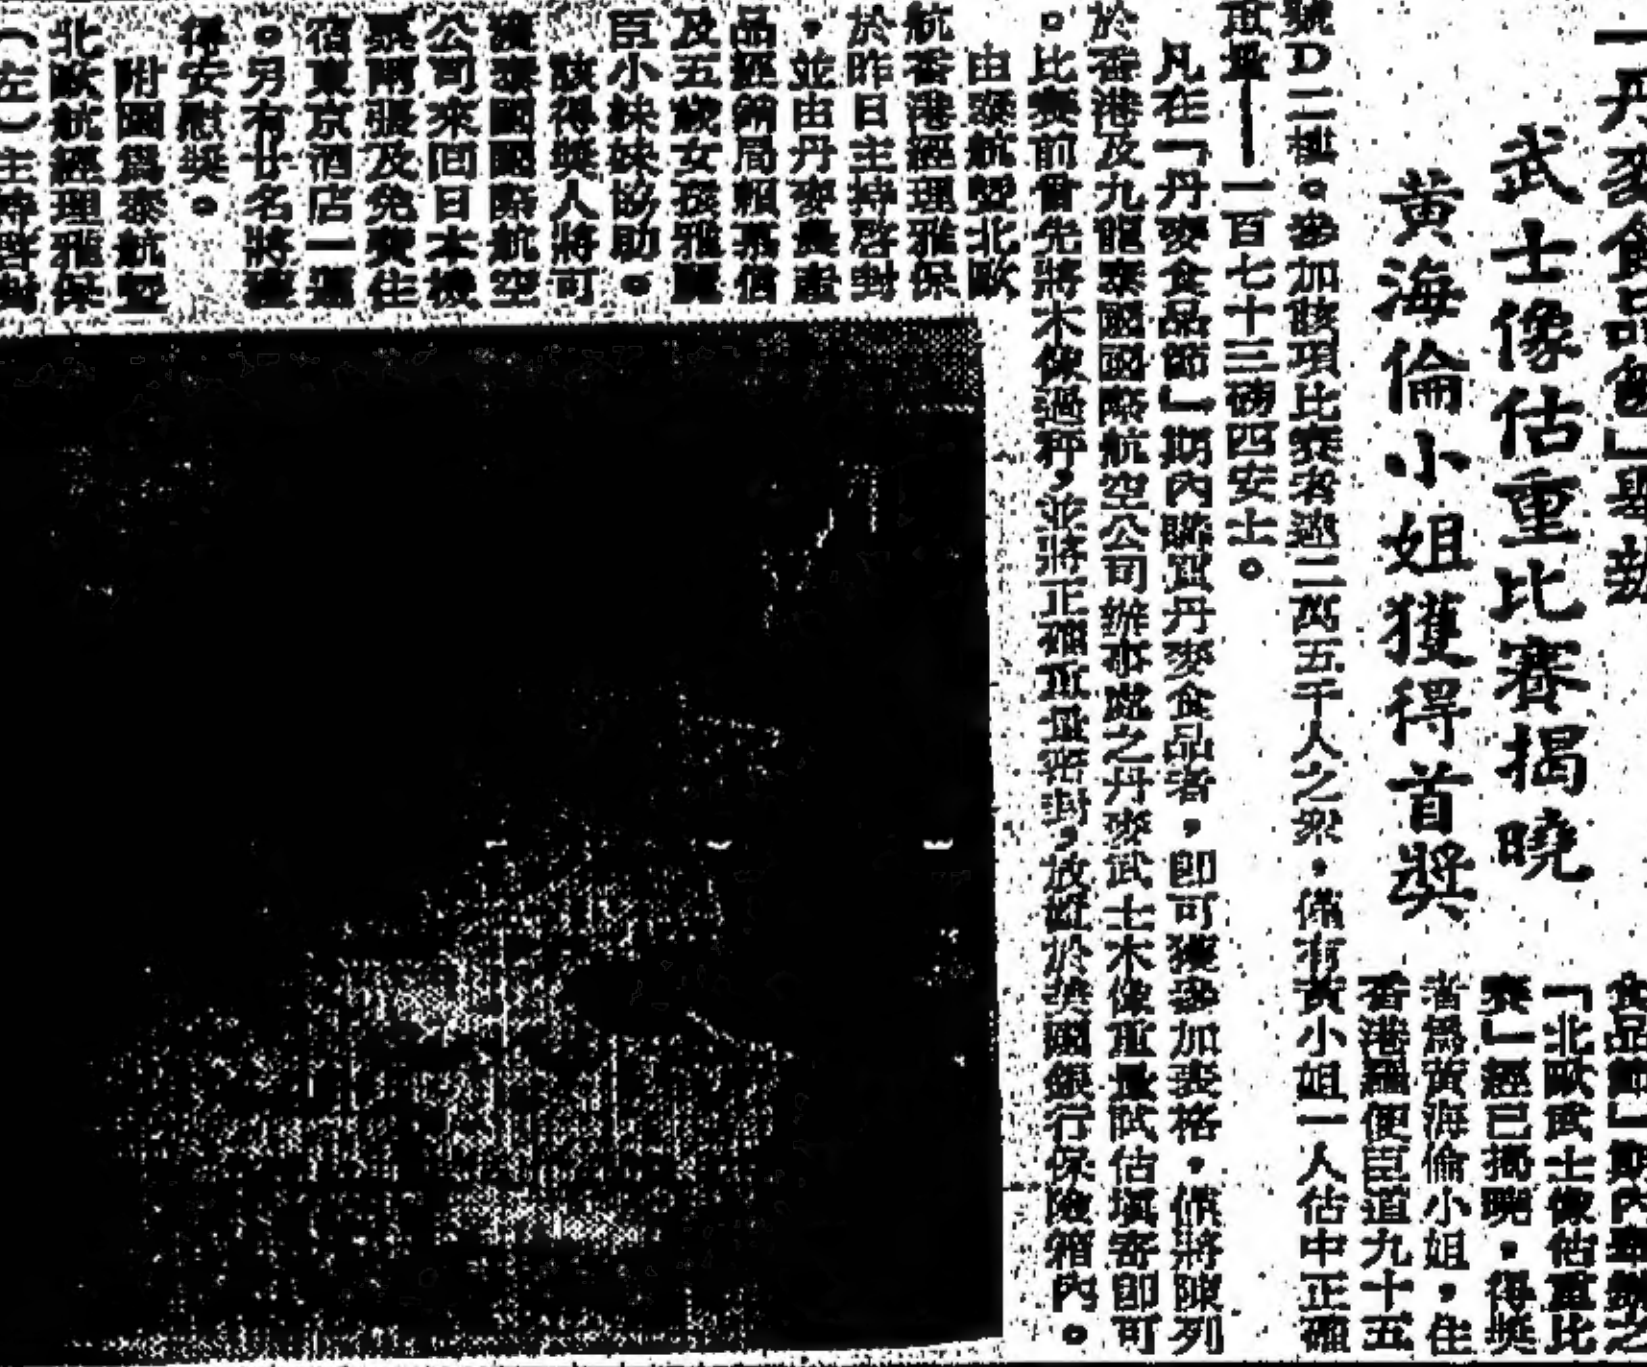 「丹麥食品節」舉辦
武士像估重比賽揭曉
黃海倫小姐獲得首獎
食品節」期內舉辦之
「北歐武士像估重比
賽」經已揭曉,得獎
者為黃海倫小姐,住
香港羅便臣道九十五
號D二樓。參加該項比賽者逾二萬五千人之眾,僅有黃小姐一人估中正確
重量——一百七十三磅四安士。
凡在「丹麥食品節」期內購買丹麥食品者,即可獲參加表格,僅將陳列
於香港及九龍泰國國際航空公司辦事處之丹麥武士木像重量試估填寄即可
。比賽前曾先將木像過秤,並將正確重量密封,放置於英國銀行保險箱內。
由泰航暨北歐
航香港經理雅保
於昨日主持啓封
,並由丹麥農產
品經銷局賴
及五歲女孩雅麗
臣小妹妹協助。
該得獎人將可
獲泰國國際航空
公司來回日本機
票兩張及免費住
宿東京酒店一週
。另有廿名將獲
得安慰獎。
附圖為泰航暨
北歐航經理雅保
(左)主持啓封